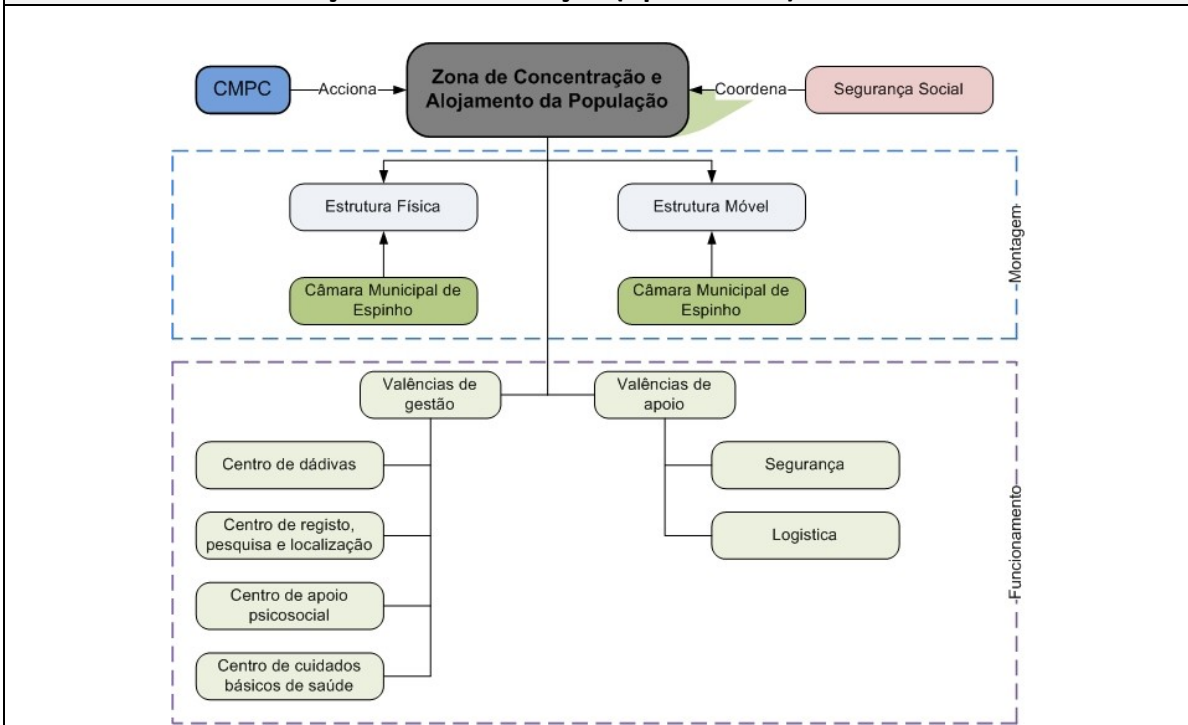 CMPC
Acciona
Zona de Concentração e
Alojamento da População
Coordena
Segurança Social
Estrutura Física
Estrutura Móvel
Câmara Municipal de
Espinho
Câmara Municipal de
Espinho
Montagem
Valências de
gestão
Valências de
apoio
Centro de dádivas
Centro de registo,
pesquisa e localização
Centro de apoio
psicosocial
Centro de cuidados
básicos de saúde
Segurança
Logistica
Funcionamento